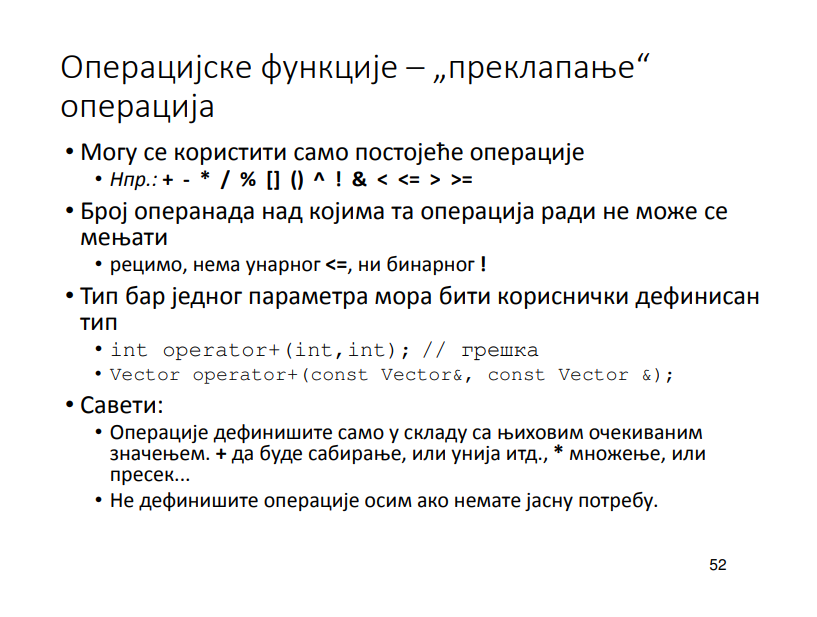 Операцијске функције – „преклапање“
операција
• Могу се користити само постојеће операције
• Нпр.: + - * / % [] () ^ ! & < <= > >=
• Број операнада над којима та операција ради не може се
мењати
• рецимо, нема унарног <=, ни бинарног !
• Тип бар једног параметра мора бити кориснички дефинисан
тип
• int operator+(int,int); // грешка
• Vector operator+(const Vector&, const Vector &);
• Савети:
• Операције дефинишите само у складу са њиховим очекиваним
значењем. + да буде сабирање, или унија итд., * множење, или
пресек...
• Не дефинишите операције осим ако немате јасну потребу.
52